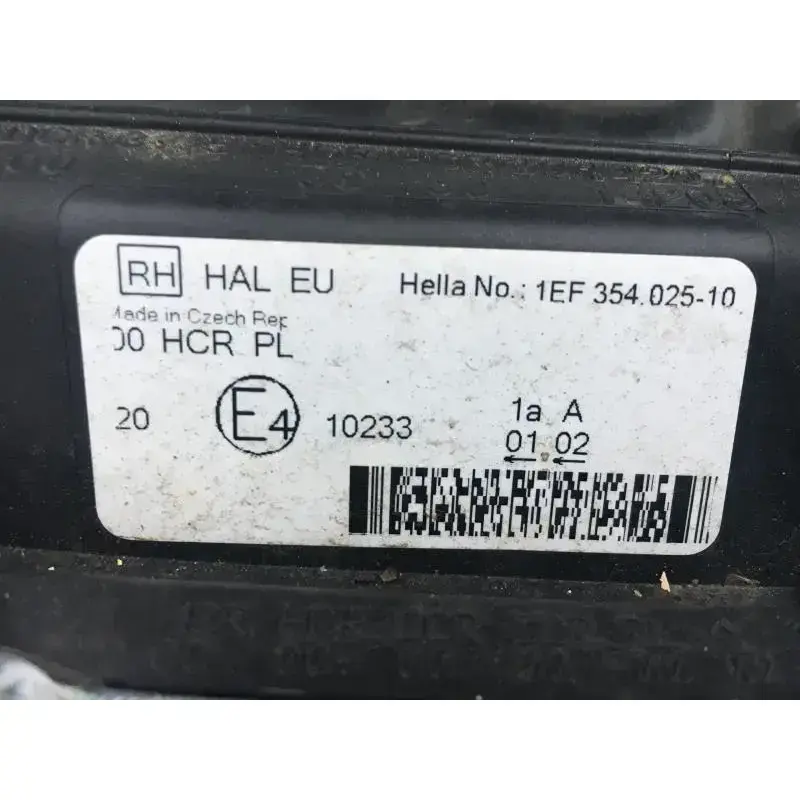 RH HAL EU Hella No.: 1EF 354.025-10
Made in Czech Rep
00 HCR PL
20 E4 10233 1a A
01 02